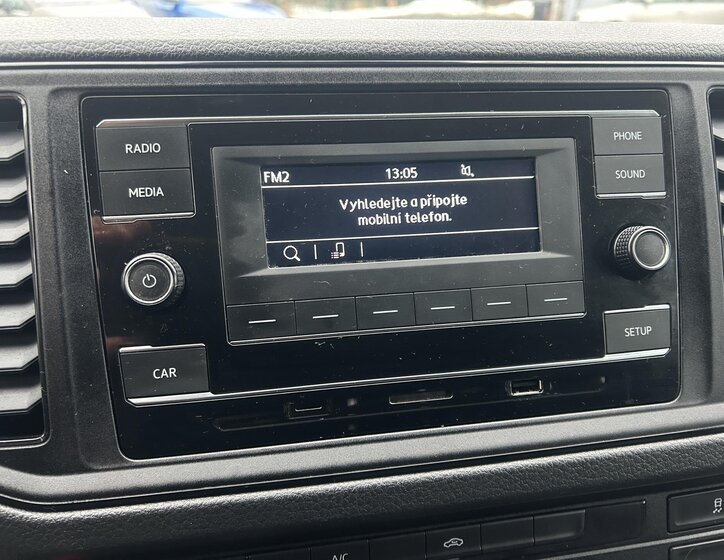 RADIO
PHONE
MEDIA
SOUND
FM2 13:05
Vyhledejte a připojte
mobilní telefon.
CAR
SETUP
A/C